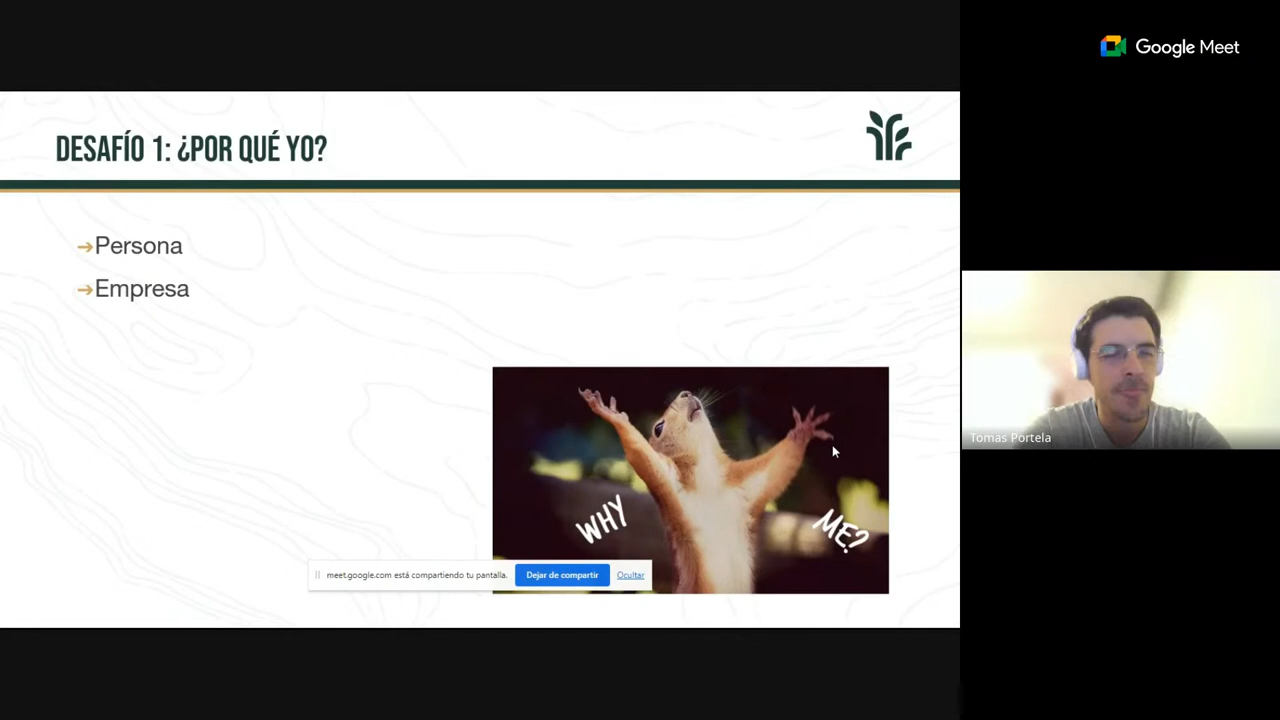 Google Meet
DESAFÍO 1: ¿POR QUÉ YO?
➔Persona
➔Empresa
WHY
ME?
meet.google.com está compartiendo tu pantalla.
Dejar de compartir
Ocultar
Tomas Portela